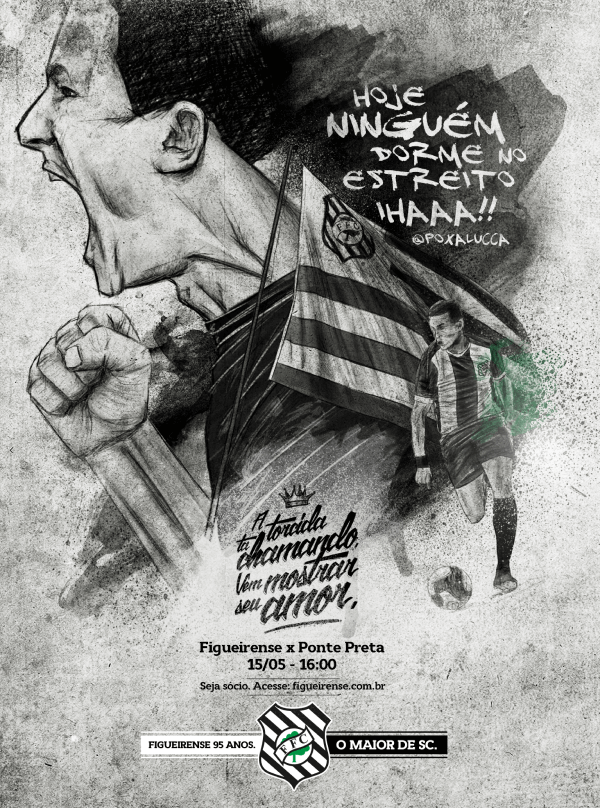 HOJE
NINGUÉM
DORME NO
ESTREITO
IHAAA!!
@POXALUCCA
A torcida
tá chamando.
Vem mostrar
seu amor.
Figueirense x Ponte Preta
15/05 - 16:00
Seja sócio. Acesse: figueirense.com.br
FIGUEIRENSE 95 ANOS.
FFC
O MAIOR DE SC.